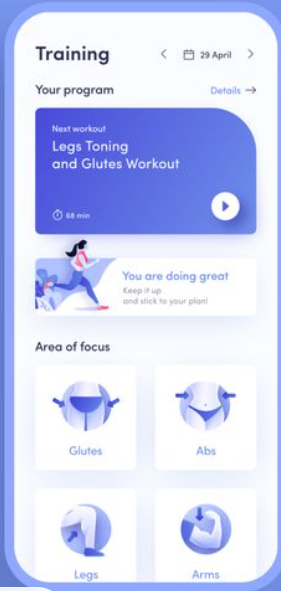 Training
29 April
Your program
Details →
Next workout
Legs Toning
and Glutes Workout
68 min
You are doing great
Keep it up
and stick to your plan!
Area of focus
Glutes
Abs
Legs
Arms